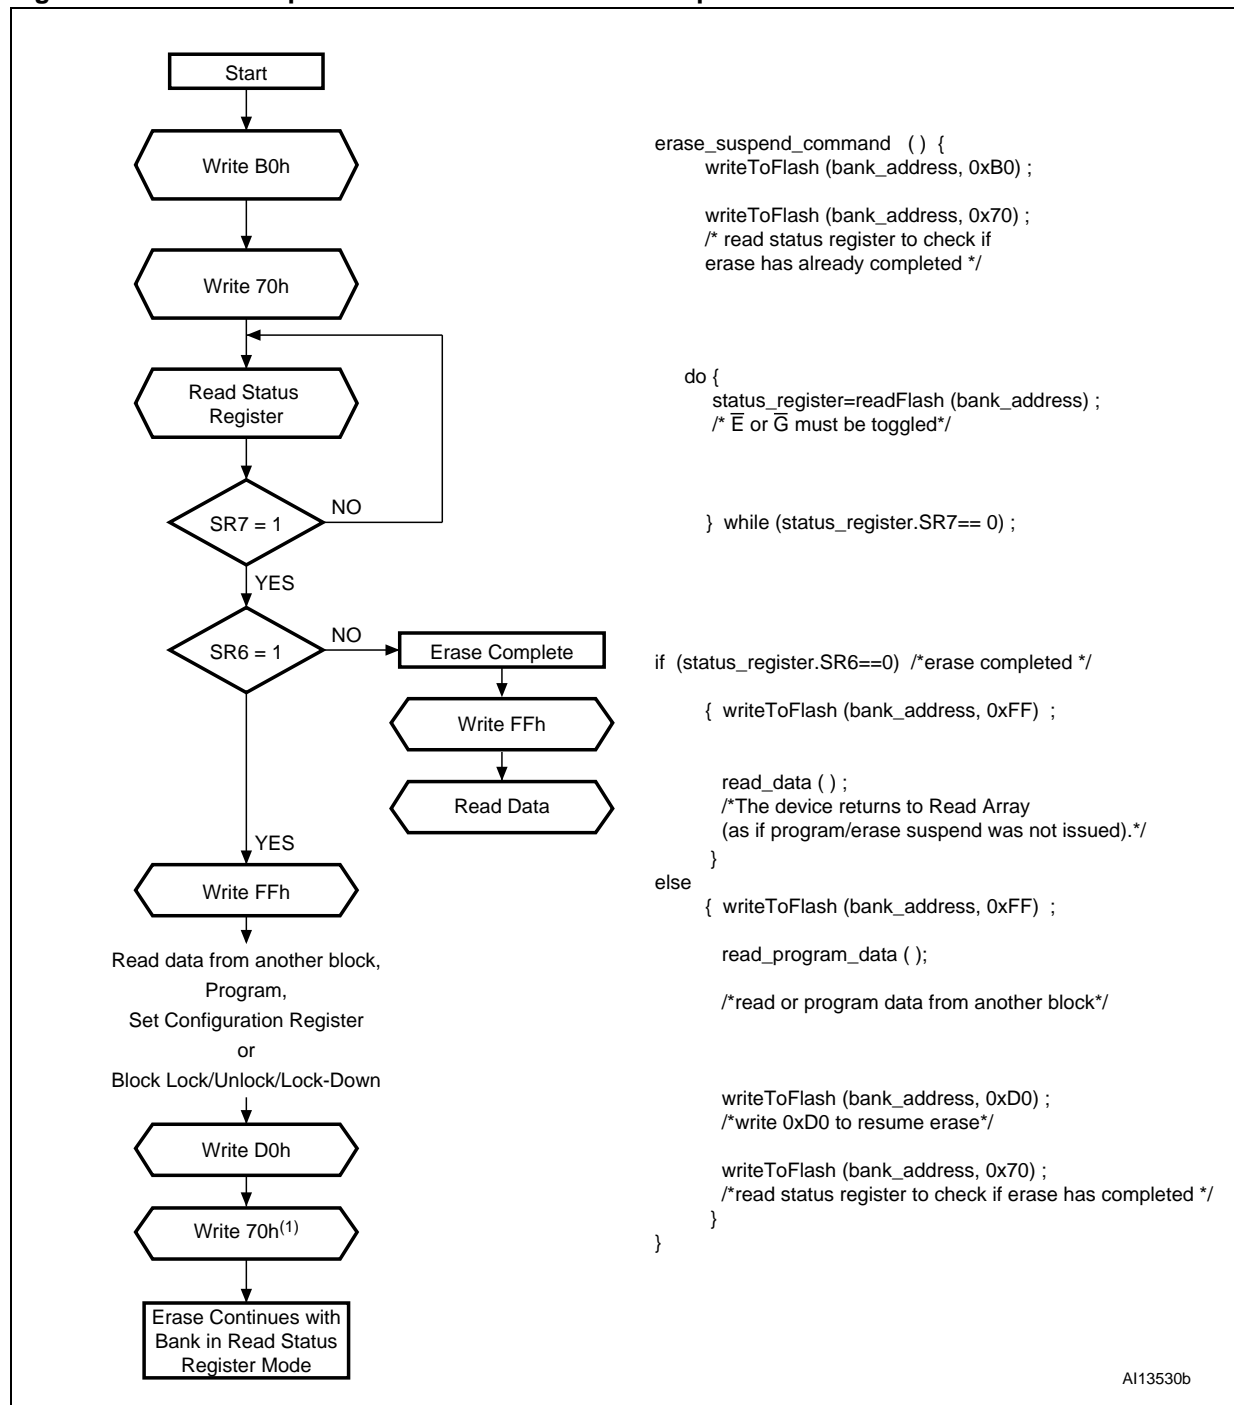 Start
Write B0h
Write 70h
Read Status
Register
SR7 = 1
NO
YES
SR6 = 1
NO
Erase Complete
Write FFh
Read Data
YES
Write FFh
Read data from another block,
Program,
Set Configuration Register
or
Block Lock/Unlock/Lock-Down
Write D0h
Write 70h(1)
Erase Continues with
Bank in Read Status
Register Mode
erase_suspend_command ( ) {
writeToFlash (bank_address, 0xB0) ;
writeToFlash (bank_address, 0x70) ;
/* read status register to check if
erase has already completed */
do {
status_register=readFlash (bank_address) ;
/* E̅ or G̅ must be toggled*/
} while (status_register.SR7== 0) ;
if (status_register.SR6==0) /*erase completed */
{ writeToFlash (bank_address, 0xFF) ;
read_data ( ) ;
/*The device returns to Read Array
(as if program/erase suspend was not issued).*/
}
else
{ writeToFlash (bank_address, 0xFF) ;
read_program_data ( );
/*read or program data from another block*/
writeToFlash (bank_address, 0xD0) ;
/*write 0xD0 to resume erase*/
writeToFlash (bank_address, 0x70) ;
/*read status register to check if erase has completed */
}
}
AI13530b